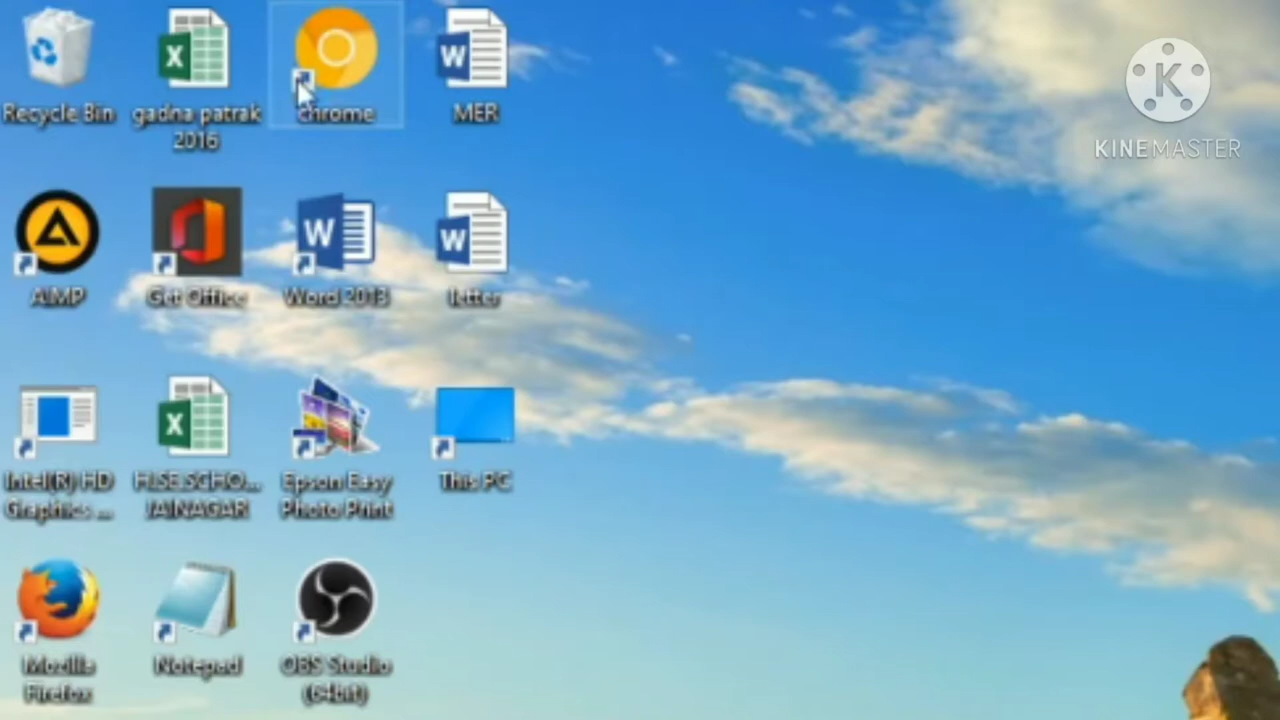 Recycle Bin
gadna patrak
2016
chrome
MER
KINEMASTER
AIMP
Get Office
Word 2013
letter
Intel(R) HD
Graphics ...
H.SE SCHO...
JAINAGAR
Epson Easy
Photo Print
This PC
Mozilla
Firefox
Notepad
OBS Studio
(64bit)